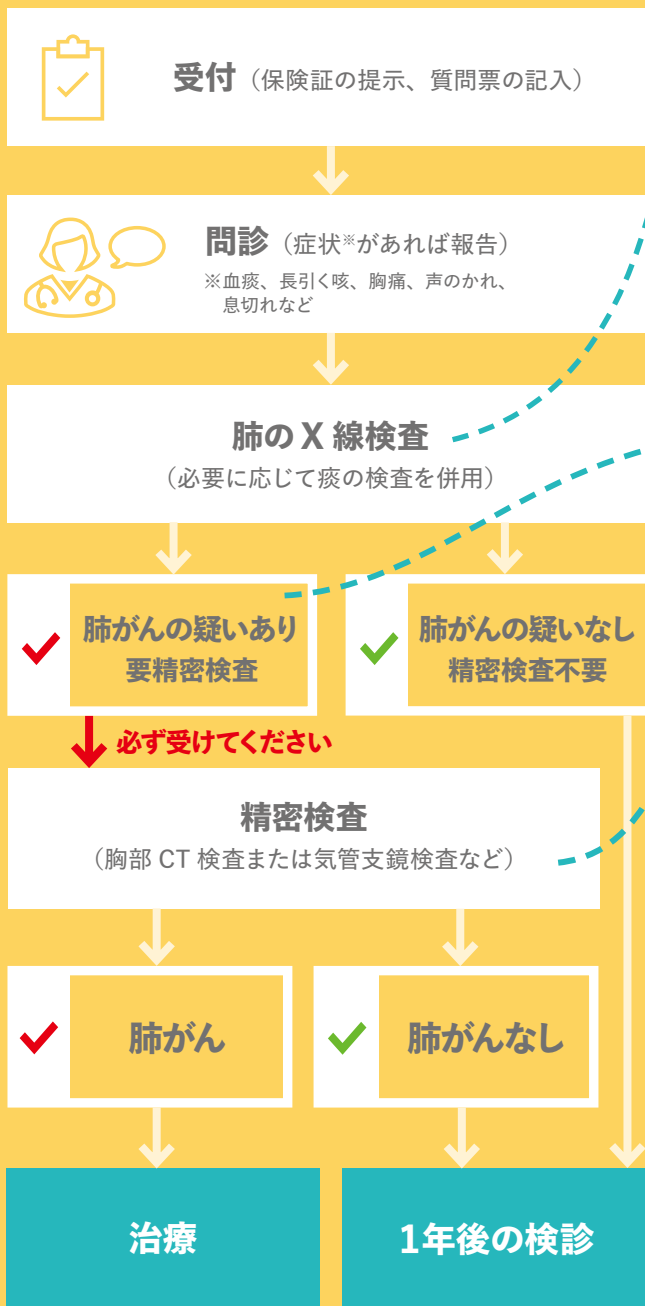 受付（保険証の提示、質問票の記入）
問診（症状※があれば報告）
※血痰、長引く咳、胸痛、声のかれ、
息切れなど
肺のX線検査
（必要に応じて痰の検査を併用）
肺がんの疑いあり
要精密検査
肺がんの疑いなし
精密検査不要
必ず受けてください
精密検査
（胸部 CT 検査または気管支鏡検査など）
肺がん
肺がんなし
治療
1年後の検診